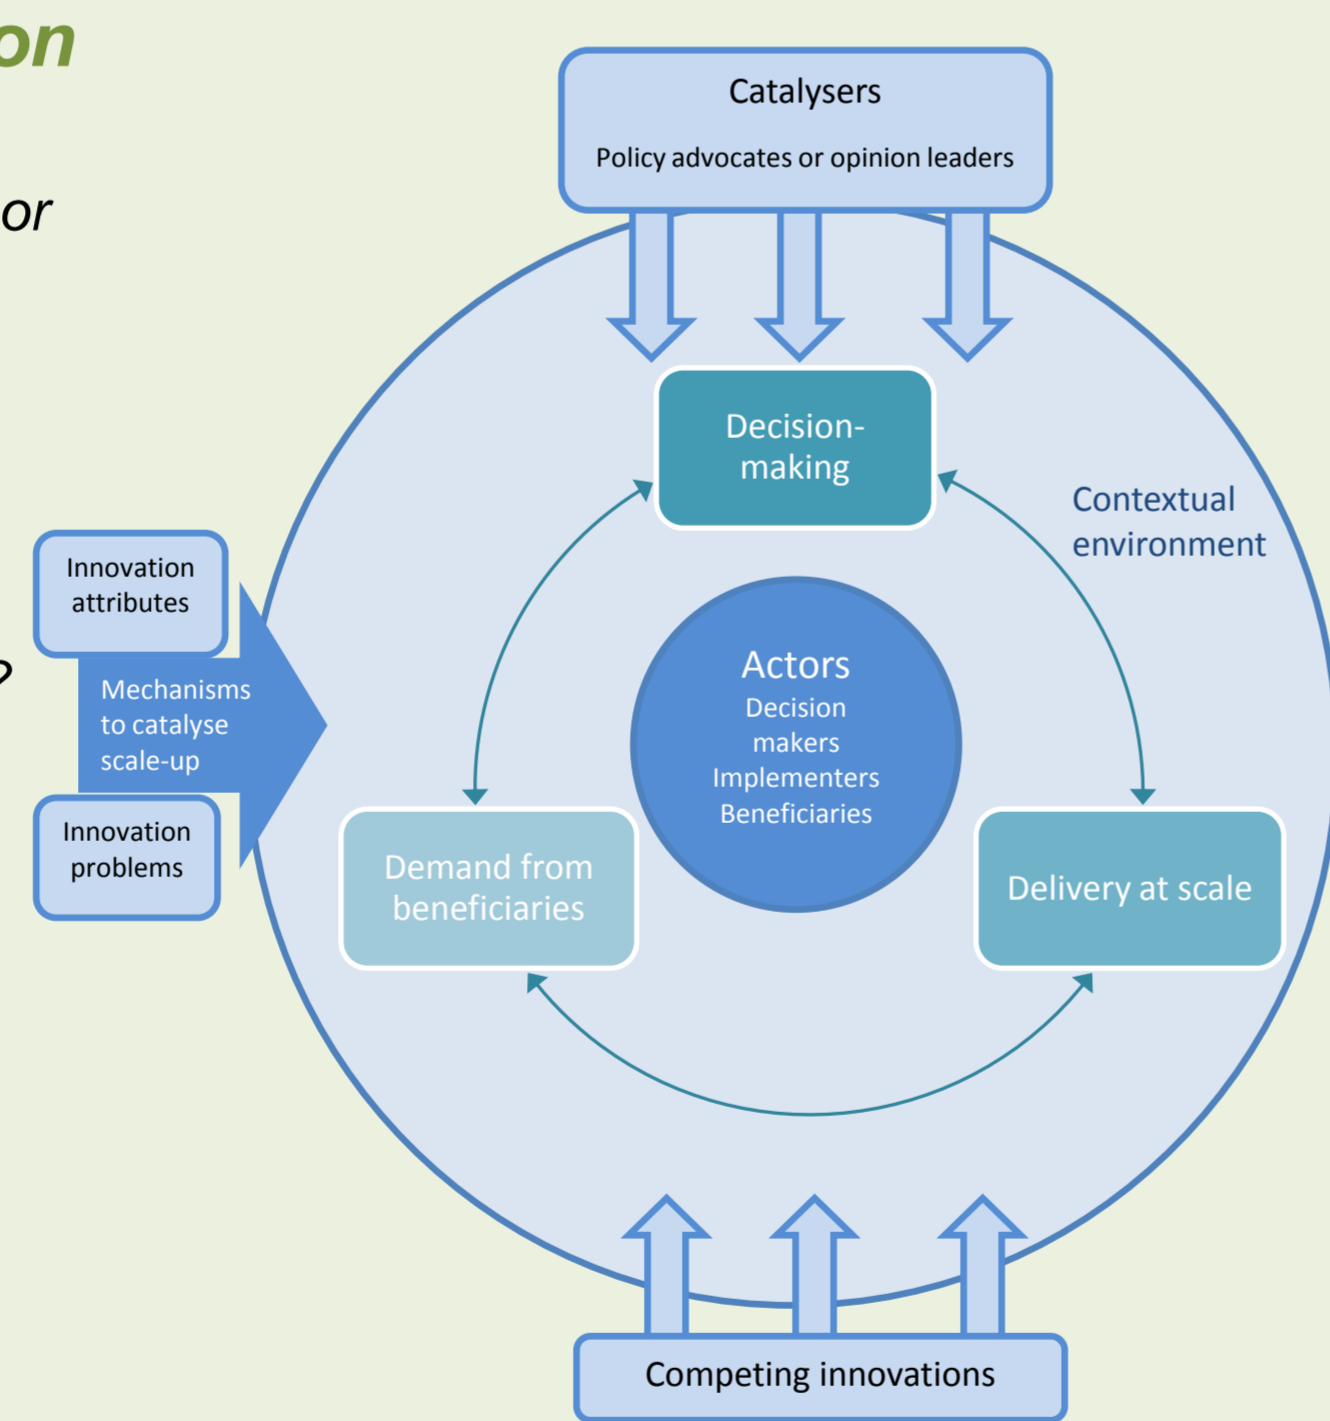 on
or
?
Catalysers
Policy advocates or opinion leaders
Decision-
making
Contextual
environment
Innovation
attributes
Mechanisms
to catalyse
scale-up
Innovation
problems
Actors
Decision
makers
Implementers
Beneficiaries
Demand from
beneficiaries
Delivery at scale
Competing innovations